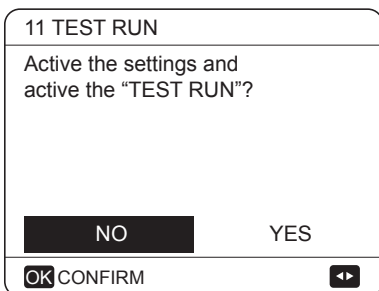 11 TEST RUN
Active the settings and
active the “TEST RUN”?
NO YES
OK CONFIRM